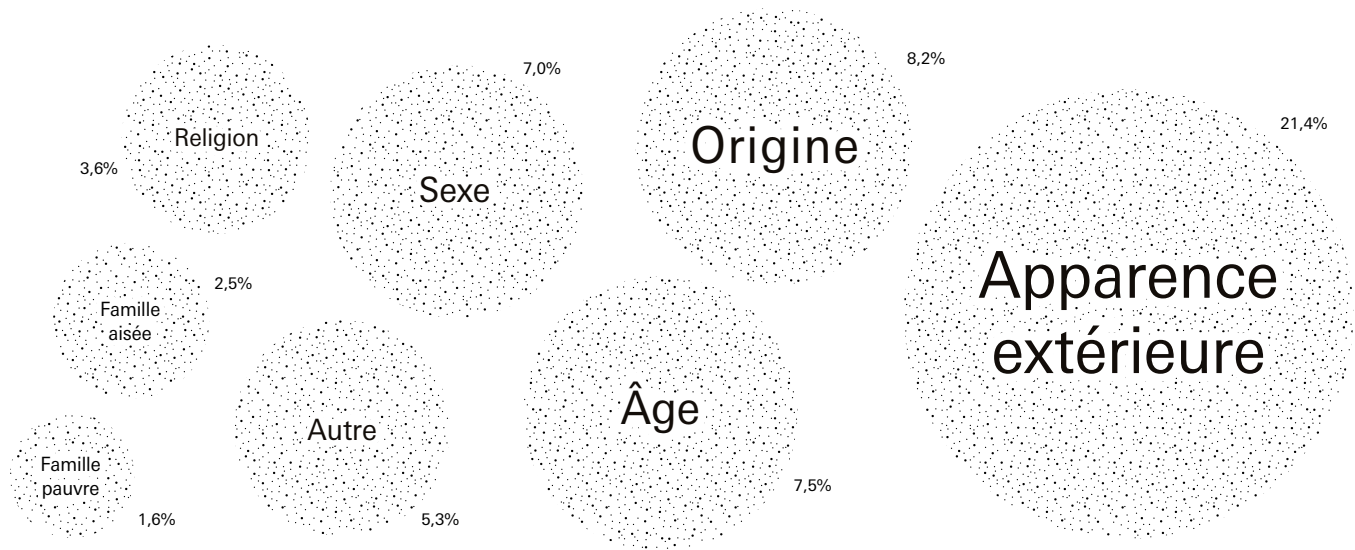 Religion
3,6%
Sexe
7,0%
Origine
8,2%
Apparence
extérieure
21,4%
Famille
aisée
2,5%
Famille
pauvre
1,6%
Autre
5,3%
Âge
7,5%